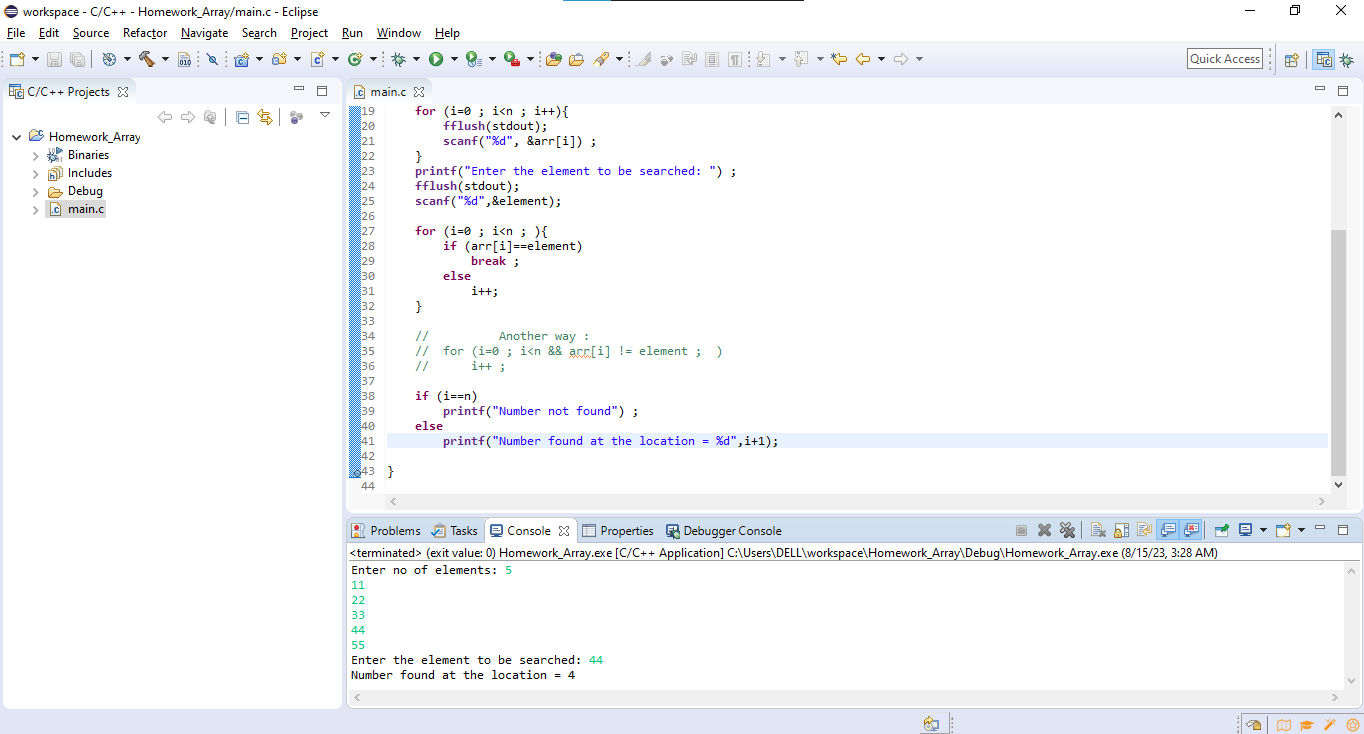 workspace - C/C++ - Homework_Array/main.c - Eclipse
File Edit Source Refactor Navigate Search Project Run Window Help
Quick Access
C/C++ Projects
Homework_Array
Binaries
Includes
Debug
main.c
main.c
19 for (i=0 ; i<n ; i++){
20 fflush(stdout);
21 scanf("%d", &arr[i]) ;
22 }
23 printf("Enter the element to be searched: ") ;
24 fflush(stdout);
25 scanf("%d",&element);
26
27 for (i=0 ; i<n ; ){
28 if (arr[i]==element)
29 break ;
30 else
31 i++;
32 }
33
34 // Another way :
35 // for (i=0 ; i<n && arr[i] != element ; )
36 // i++ ;
37
38 if (i==n)
39 printf("Number not found") ;
40 else
41 printf("Number found at the location = %d",i+1);
42
43 }
44
Problems Tasks Console Properties Debugger Console
<terminated> (exit value: 0) Homework_Array.exe [C/C++ Application] C:\Users\DELL\workspace\Homework_Array\Debug\Homework_Array.exe (8/15/23, 3:28 AM)
Enter no of elements: 5
11
22
33
44
55
Enter the element to be searched: 44
Number found at the location = 4